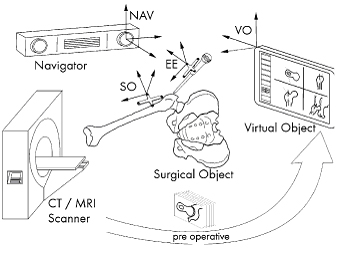 NAV
VO
EE
Navigator
SO
Virtual Object
Surgical Object
CT / MRI
Scanner
pre operative